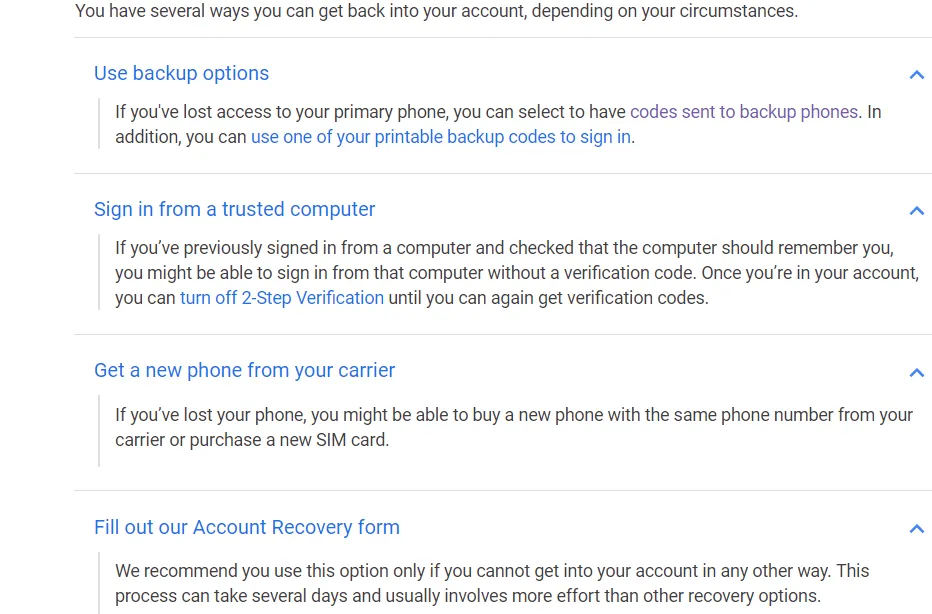 You have several ways you can get back into your account, depending on your circumstances.
Use backup options
If you've lost access to your primary phone, you can select to have codes sent to backup phones. In
addition, you can use one of your printable backup codes to sign in.
Sign in from a trusted computer
If you’ve previously signed in from a computer and checked that the computer should remember you,
you might be able to sign in from that computer without a verification code. Once you’re in your account,
you can turn off 2-Step Verification until you can again get verification codes.
Get a new phone from your carrier
If you’ve lost your phone, you might be able to buy a new phone with the same phone number from your
carrier or purchase a new SIM card.
Fill out our Account Recovery form
We recommend you use this option only if you cannot get into your account in any other way. This
process can take several days and usually involves more effort than other recovery options.